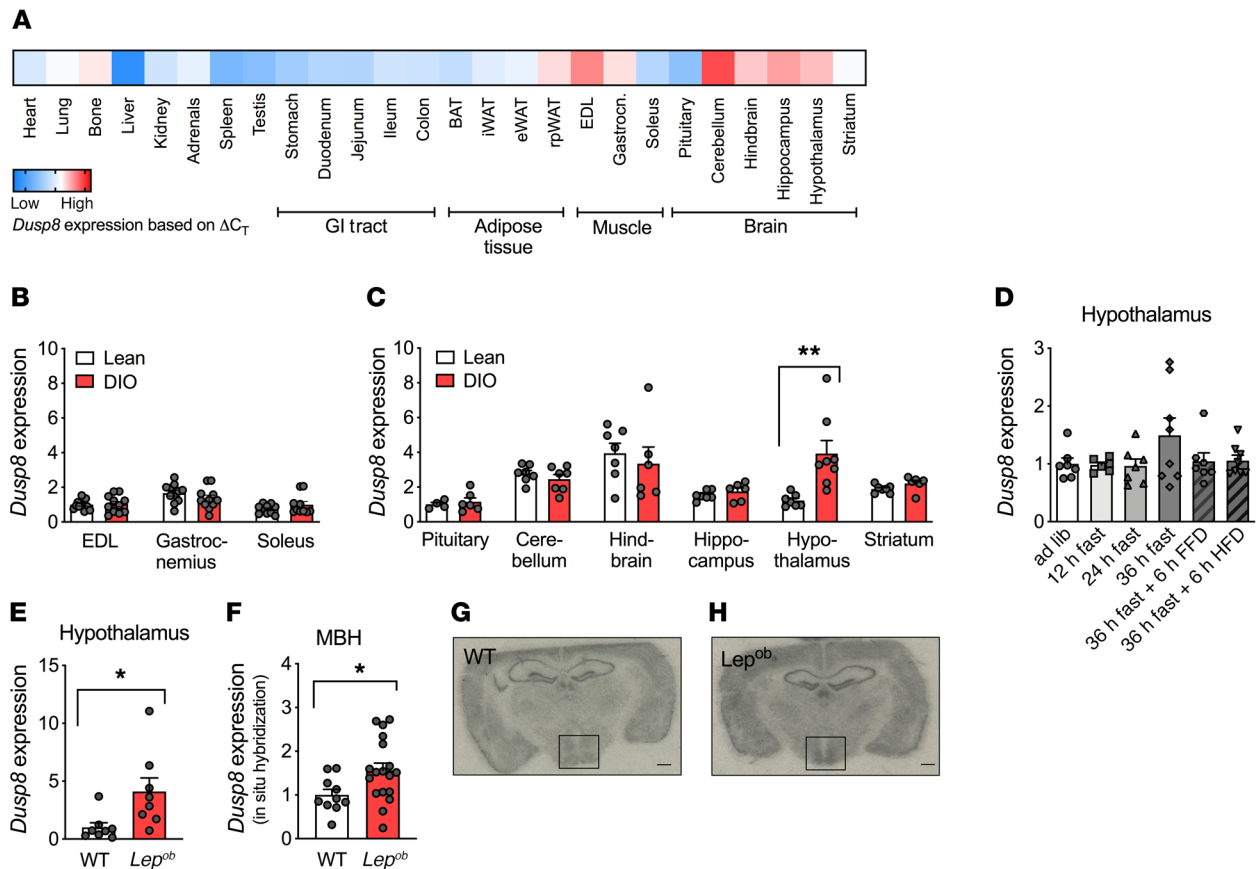 A
Heart
Lung
Bone
Liver
Kidney
Adrenals
Spleen
Testis
Stomach
Duodenum
Jejunum
Ileum
Colon
BAT
iWAT
eWAT
rpWAT
EDL
Gastrocn.
Soleus
Pituitary
Cerebellum
Hindbrain
Hippocampus
Hypothalamus
Striatum
Low High
Dusp8 expression based on ΔCT
GI tract
Adipose
tissue
Muscle
Brain
B
Dusp8 expression
10
8
6
4
2
0
Lean
DIO
EDL
Gastroc-
nemius
Soleus
C
Dusp8 expression
10
8
6
4
2
0
Lean
DIO
**
Pituitary
Cere-
bellum
Hind-
brain
Hippo-
campus
Hypo-
thalamus
Striatum
D
Hypothalamus
Dusp8 expression
3
2
1
0
ad lib
12 h fast
24 h fast
36 h fast
36 h fast + 6 h FFD
36 h fast + 6 h HFD
E
Hypothalamus
Dusp8 expression
15
10
5
0
*
WT
Lepob
F
MBH
Dusp8 expression
(in situ hybridization)
4
3
2
1
0
*
WT
Lepob
G
WT
H
Lepob